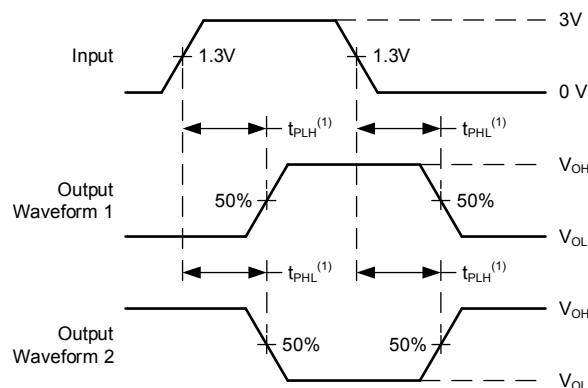 3V
Input
1.3V
1.3V
0 V
tPLH(1)
tPHL(1)
VOH
Output
Waveform 1
50%
50%
VOL
tPHL(1)
tPLH(1)
VOH
Output
Waveform 2
50%
50%
VOL